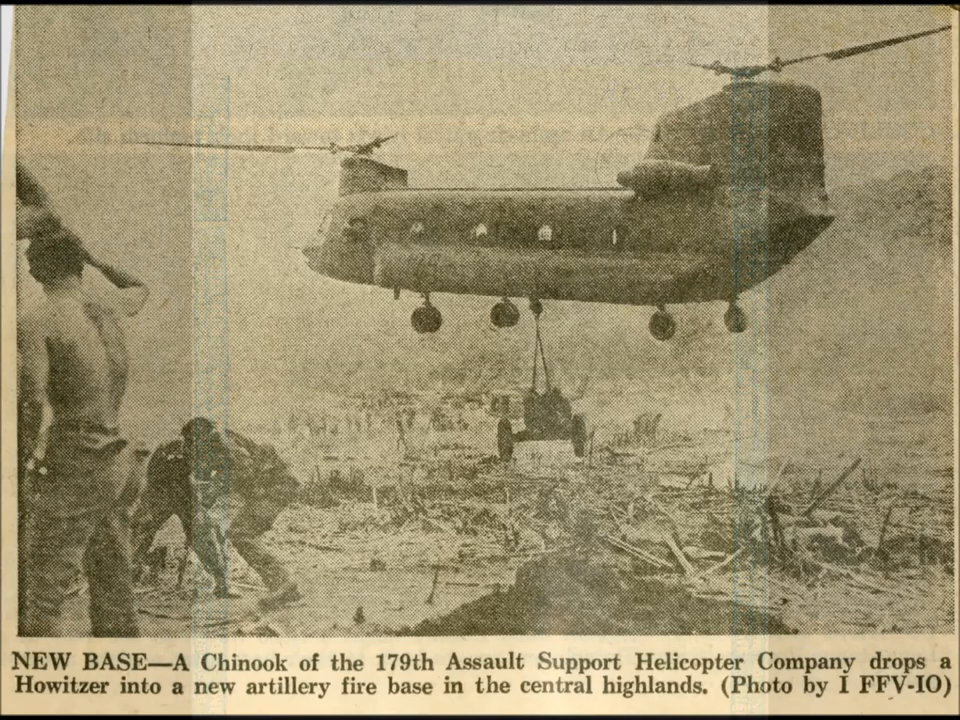 NEW BASE—A Chinook of the 179th Assault Support Helicopter Company drops a
Howitzer into a new artillery fire base in the central highlands. (Photo by I FFV-IO)